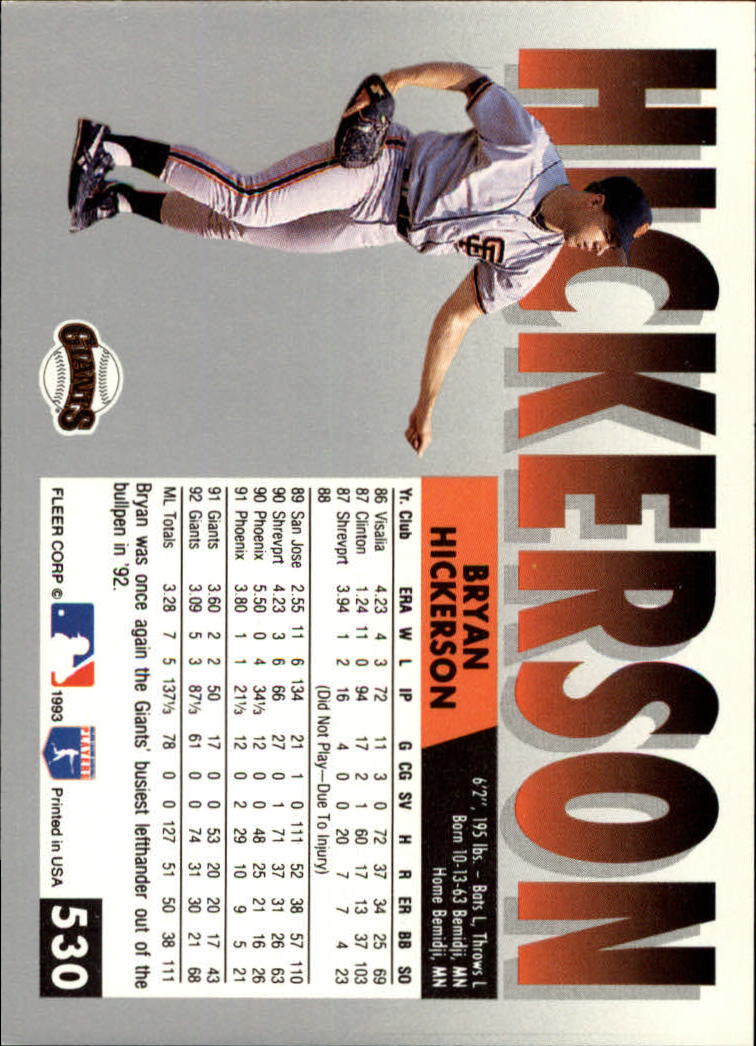 HICKERSON
SF
GIANTS
BRYAN
HICKERSON
6'2", 195 lbs. – Bats L, Throws L
Born 10-13-63 Bemidji, MN
Home Bemidji, MN
Yr. Club ERA W L IP G CG SV H R ER BB SO
86 Visalia 4.23 4 3 72 11 3 0 72 37 34 25 69
87 Clinton 1.24 11 0 94 17 2 1 60 17 13 37 103
87 Shrevprt 3.94 1 2 16 4 0 0 20 7 7 4 23
88 (Did Not Play—Due To Injury)
89 San Jose 2.55 11 6 134 21 1 0 111 52 38 57 110
90 Shrevprt 4.23 3 6 66 27 0 1 71 37 31 26 63
90 Phoenix 5.50 0 4 34⅓ 12 0 0 48 25 21 16 26
91 Phoenix 3.80 1 1 21⅓ 12 0 2 29 10 9 5 21
91 Giants 3.60 2 2 50 17 0 0 53 20 20 17 43
92 Giants 3.09 5 3 87⅓ 61 0 0 74 31 30 21 68
ML Totals 3.28 7 5 137⅓ 78 0 0 127 51 50 38 111
Bryan was once again the Giants' busiest lefthander out of the
bullpen in '92.
FLEER CORP © 1993 PLAYERS Printed in USA 530